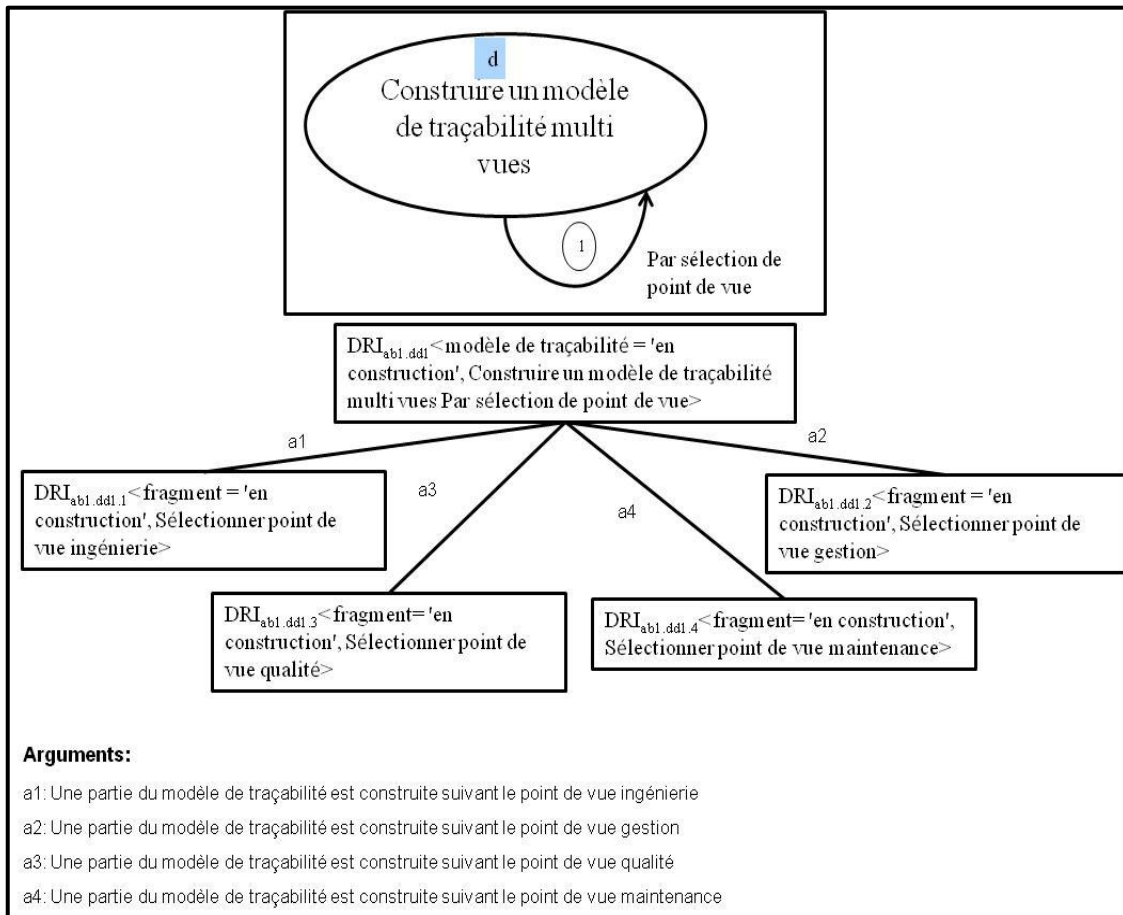 d
Construire un modèle
de traçabilité multi
vues
1
Par sélection de
point de vue
DRIab1.dd1<modèle de traçabilité = 'en
construction', Construire un modèle de traçabilité
multi vues Par sélection de point de vue>
a1
a2
a3
a4
DRIab1.dd1.1<fragment = 'en
construction', Sélectionner point de
vue ingénierie>
DRIab1.dd1.2<fragment = 'en
construction', Sélectionner point de
vue gestion>
DRIab1.dd1.3<fragment= 'en
construction', Sélectionner point de
vue qualité>
DRIab1.dd1.4<fragment= 'en construction',
Sélectionner point de vue maintenance>
Arguments:
a1: Une partie du modèle de traçabilité est construite suivant le point de vue ingénierie
a2: Une partie du modèle de traçabilité est construite suivant le point de vue gestion
a3: Une partie du modèle de traçabilité est construite suivant le point de vue qualité
a4: Une partie du modèle de traçabilité est construite suivant le point de vue maintenance